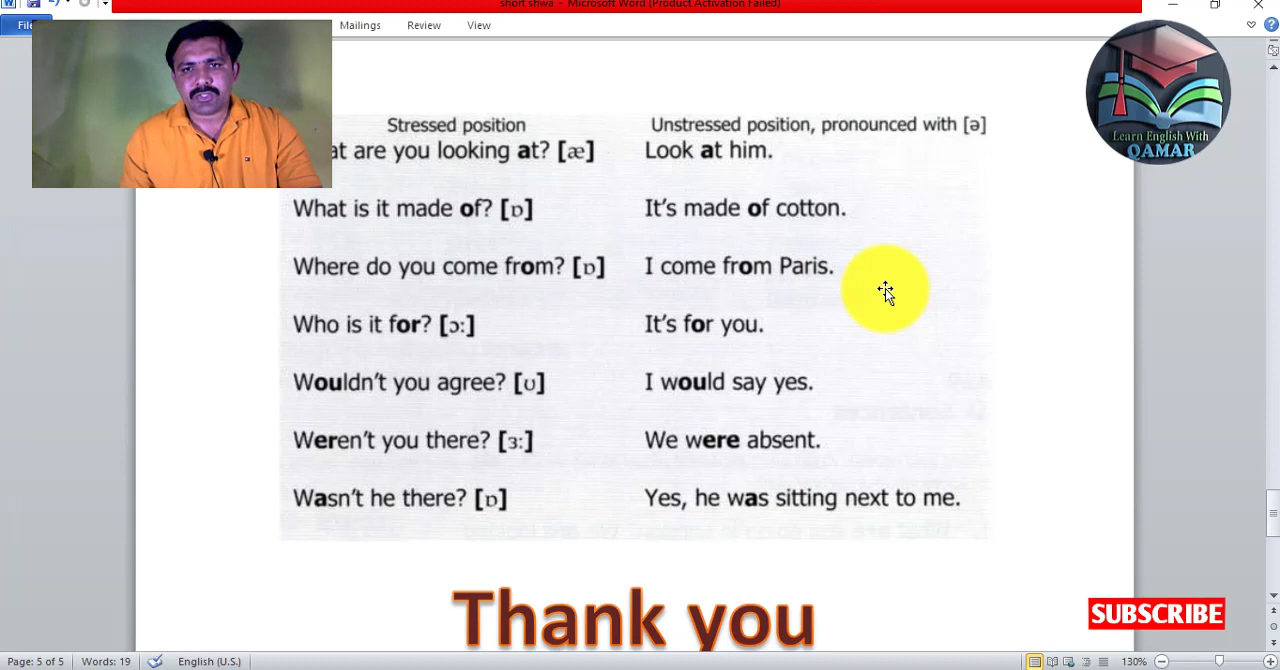 short shwa - Microsoft Word (Product Activation Failed)
Mailings Review View
Learn English With
QAMAR
Stressed position Unstressed position, pronounced with [ə]
are you looking at? [æ] Look at him.
What is it made of? [ɒ] It's made of cotton.
Where do you come from? [ɒ] I come from Paris.
Who is it for? [ɔ:] It's for you.
Wouldn't you agree? [ʊ] I would say yes.
Weren't you there? [ɜ:] We were absent.
Wasn't he there? [ɒ] Yes, he was sitting next to me.
Thank you
SUBSCRIBE
Page: 5 of 5 Words: 19 English (U.S.) 130%